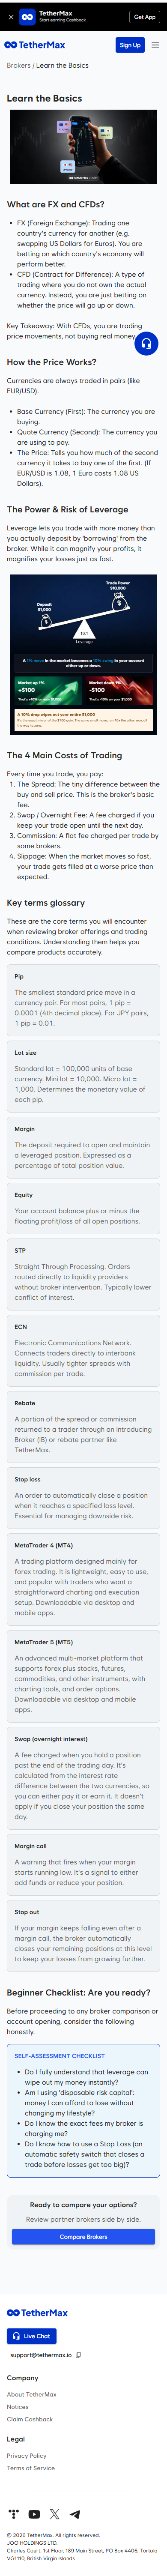 TetherMax
Start earning Cashback
Get App
TetherMax
Sign Up
Brokers / Learn the Basics
Learn the Basics
What are FX and CFDs?
FX (Foreign Exchange): Trading one
country's currency for another (e.g.
swapping US Dollars for Euros). You are
betting on which country's economy will
perform better.
CFD (Contract for Difference): A type of
trading where you do not own the actual
currency. Instead, you are just betting on
whether the price will go up or down.
Key Takeaway: With CFDs, you are trading
price movements, not buying real money.
How the Price Works?
Currencies are always traded in pairs (like
EUR/USD).
Base Currency (First): The currency you are
buying.
Quote Currency (Second): The currency you
are using to pay.
The Price: Tells you how much of the second
currency it takes to buy one of the first. (If
EUR/USD is 1.08, 1 Euro costs 1.08 US
Dollars).
The Power & Risk of Leverage
Leverage lets you trade with more money than
you actually deposit by 'borrowing' from the
broker. While it can magnify your profits, it
magnifies your losses just as fast.
Trade Power
$10,000
Deposit
$1,000
10:1
Leverage
Market up 1%
+$100
Market down -10%
-$1000
A 10% drop wipes out your entire $1,000
The 4 Main Costs of Trading
Every time you trade, you pay:
1. The Spread: The tiny difference between the
buy and sell price. This is the broker's basic
fee.
2. Swap / Overnight Fee: A fee charged if you
keep your trade open until the next day.
3. Commission: A flat fee charged per trade by
some brokers.
4. Slippage: When the market moves so fast,
your trade gets filled at a worse price than
expected.
Key terms glossary
These are the core terms you will encounter
when reviewing broker offerings and trading
conditions. Understanding them helps you
compare products accurately.
Pip
The smallest standard price move in a
currency pair. For most pairs, 1 pip =
0.0001 (4th decimal place). For JPY pairs,
1 pip = 0.01.
Lot size
Standard lot = 100,000 units of base
currency. Mini lot = 10,000. Micro lot =
1,000. Determines the monetary value of
each pip.
Margin
The deposit required to open and maintain
a leveraged position. Expressed as a
percentage of total position value.
Equity
Your account balance plus or minus the
floating profit/loss of all open positions.
STP
Straight Through Processing. Orders
routed directly to liquidity providers
without broker intervention. Typically lower
conflict of interest.
ECN
Electronic Communications Network.
Connects traders directly to interbank
liquidity. Usually tighter spreads with
commission per trade.
Rebate
A portion of the spread or commission
returned to a trader through an Introducing
Broker (IB) or rebate partner like
TetherMax.
Stop loss
An order to automatically close a position
when it reaches a specified loss level.
Essential for managing downside risk.
MetaTrader 4 (MT4)
A trading platform designed mainly for
forex trading. It is lightweight, easy to use,
and popular with traders who want a
straightforward charting and execution
setup. Downloadable via desktop and
mobile apps.
MetaTrader 5 (MT5)
An advanced multi-market platform that
supports forex plus stocks, futures,
commodities, and other instruments, with
charting tools, and order options.
Downloadable via desktop and mobile
apps.
Swap (overnight interest)
A fee charged when you hold a position
past the end of the trading day. It's
calculated from the interest rate
difference between the two currencies, so
you can either pay it or earn it. It doesn't
apply if you close your position the same
day.
Margin call
A warning that fires when your margin
starts running low. It's a signal to either
add funds or reduce your position.
Stop out
If your margin keeps falling even after a
margin call, the broker automatically
closes your remaining positions at this level
to keep your losses from growing further.
Beginner Checklist: Are you ready?
Before proceeding to any broker comparison or
account opening, consider the following
honestly.
SELF-ASSESSMENT CHECKLIST
Do I fully understand that leverage can
wipe out my money instantly?
Am I using 'disposable risk capital':
money I can afford to lose without
changing my lifestyle?
Do I know the exact fees my broker is
charging me?
Do I know how to use a Stop Loss (an
automatic safety switch that closes a
trade before losses get too big)?
Ready to compare your options?
Review partner brokers side by side.
Compare Brokers
TetherMax
Live Chat
support@tethermax.io
Company
About TetherMax
Notices
Claim Cashback
Legal
Privacy Policy
Terms of Service
© 2026 TetherMax. All rights reserved.
JCO HOLDINGS LTD.
Charles Court, 1st Floor, 189 Main Street, PO Box 4406, Tortola
VG1110, British Virgin Islands